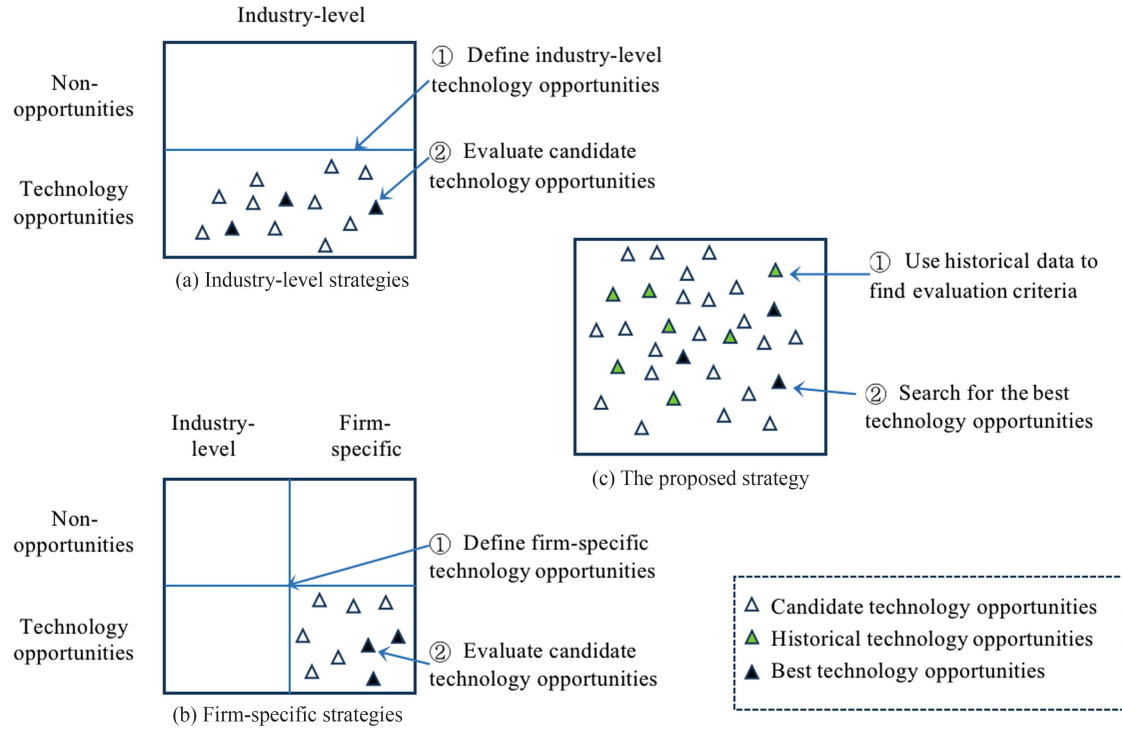 Industry-level
Non-
opportunities
Technology
opportunities
① Define industry-level
technology opportunities
② Evaluate candidate
technology opportunities
(a) Industry-level strategies
① Use historical data to
find evaluation criteria
② Search for the best
technology opportunities
(c) The proposed strategy
Industry-
level
Firm-
specific
Non-
opportunities
Technology
opportunities
① Define firm-specific
technology opportunities
② Evaluate candidate
technology opportunities
(b) Firm-specific strategies
Candidate technology opportunities
Historical technology opportunities
Best technology opportunities